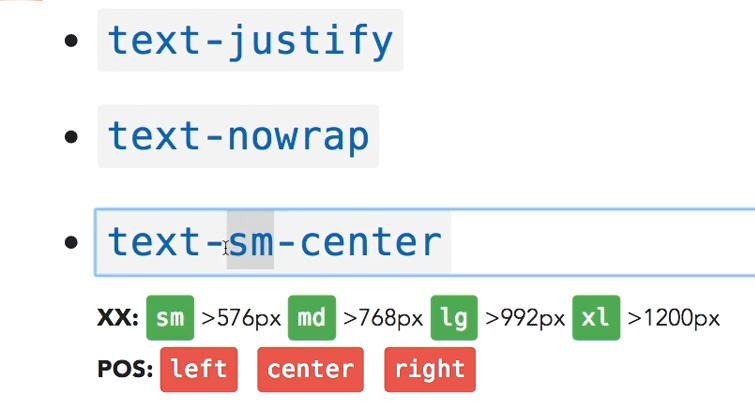 text-justify
text-nowrap
text-sm-center
XX: sm >576px md >768px lg >992px xl >1200px
POS: left center right